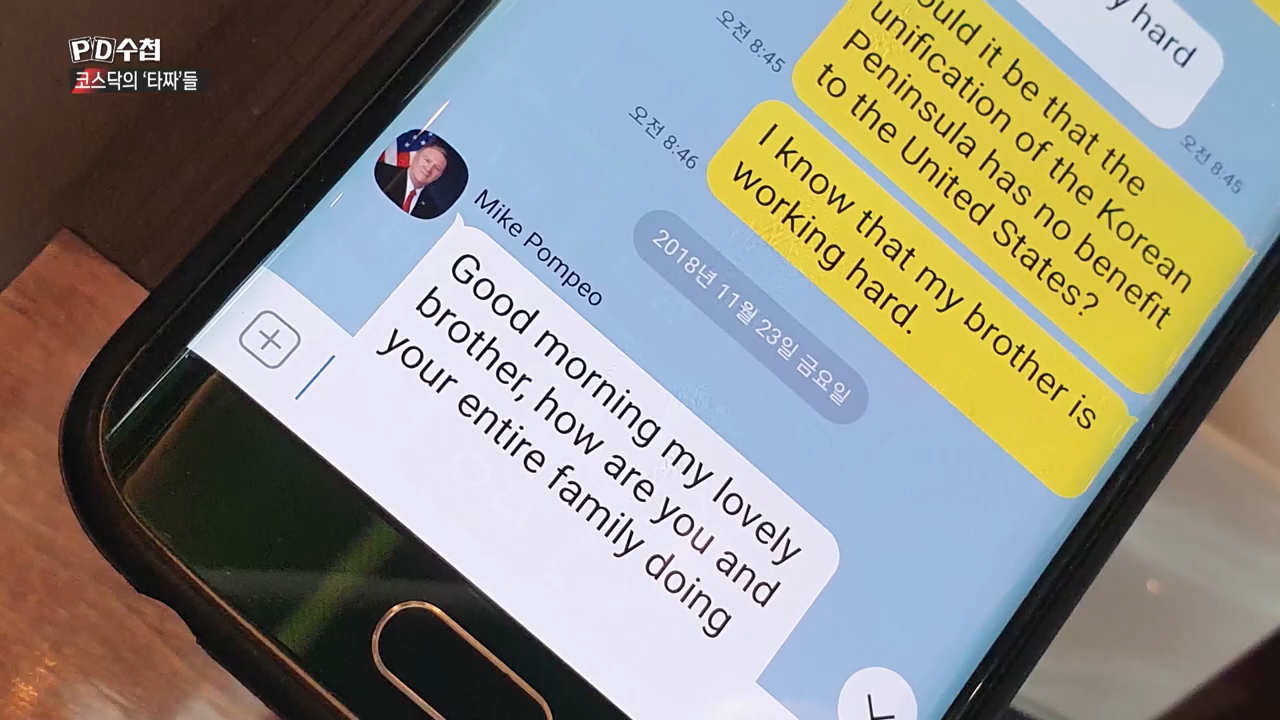 PD수첩
코스닥의 '타짜'들
y hard
오전 8:45
ould it be that the
unification of the Korean
Peninsula has no benefit
to the United States?
오전 8:45
I know that my brother is
working hard.
오전 8:46
2018년 11월 23일 금요일
Mike Pompeo
Good morning my lovely
brother, how are you and
your entire family doing